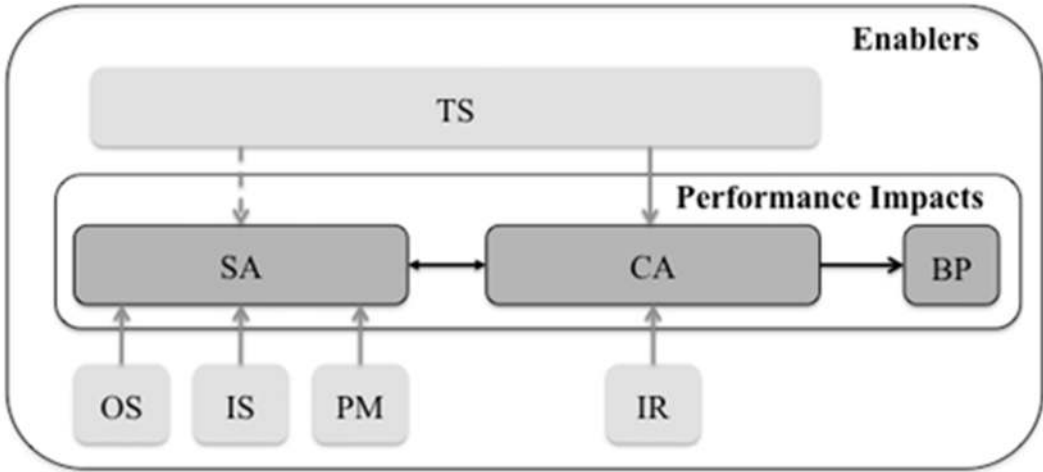 Enablers
TS
Performance Impacts
SA
CA
BP
OS
IS
PM
IR